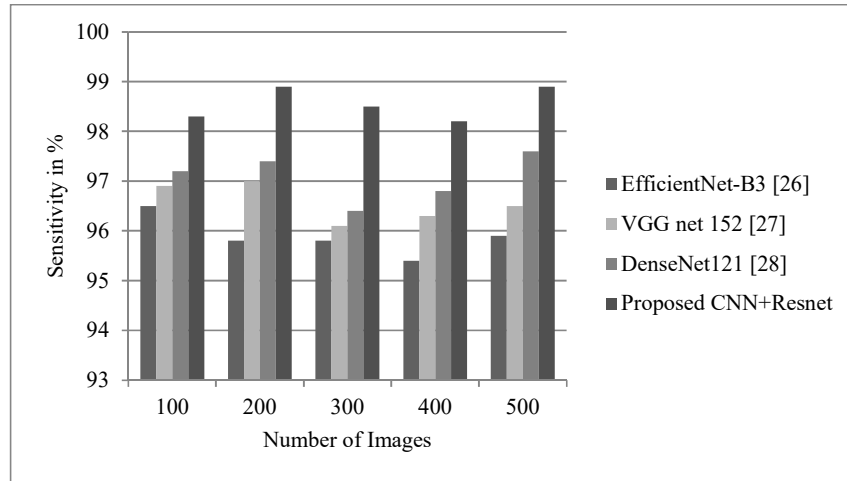 100
99
98
97
96
95
94
93
Sensitivity in %
100 200 300 400 500
Number of Images
EfficientNet-B3 [26]
VGG net 152 [27]
DenseNet121 [28]
Proposed CNN+Resnet